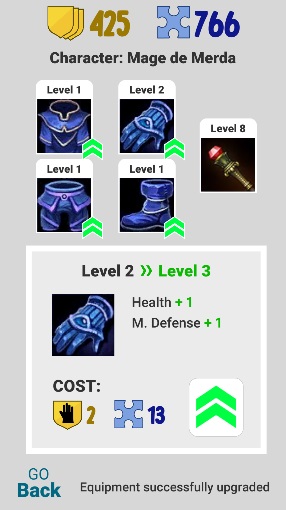 425 766
Character: Mage de Merda
Level 1 Level 2
Level 8
Level 1 Level 1
Level 2 » Level 3
Health + 1
M. Defense + 1
COST:
2 13
GO
Back
Equipment successfully upgraded